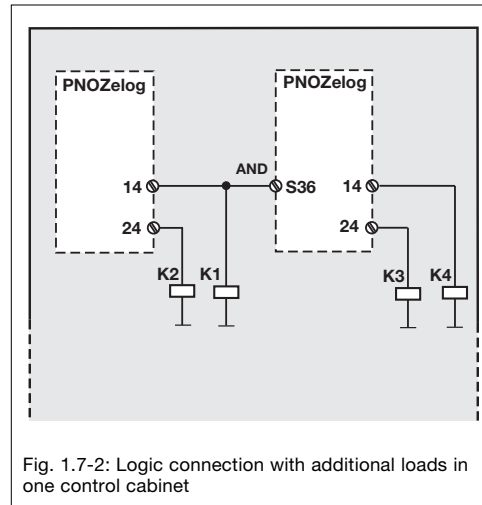 PNOZelog PNOZelog
AND
14 S36 14
24 24
K2 K1 K3 K4
Fig. 1.7-2: Logic connection with additional loads in
one control cabinet